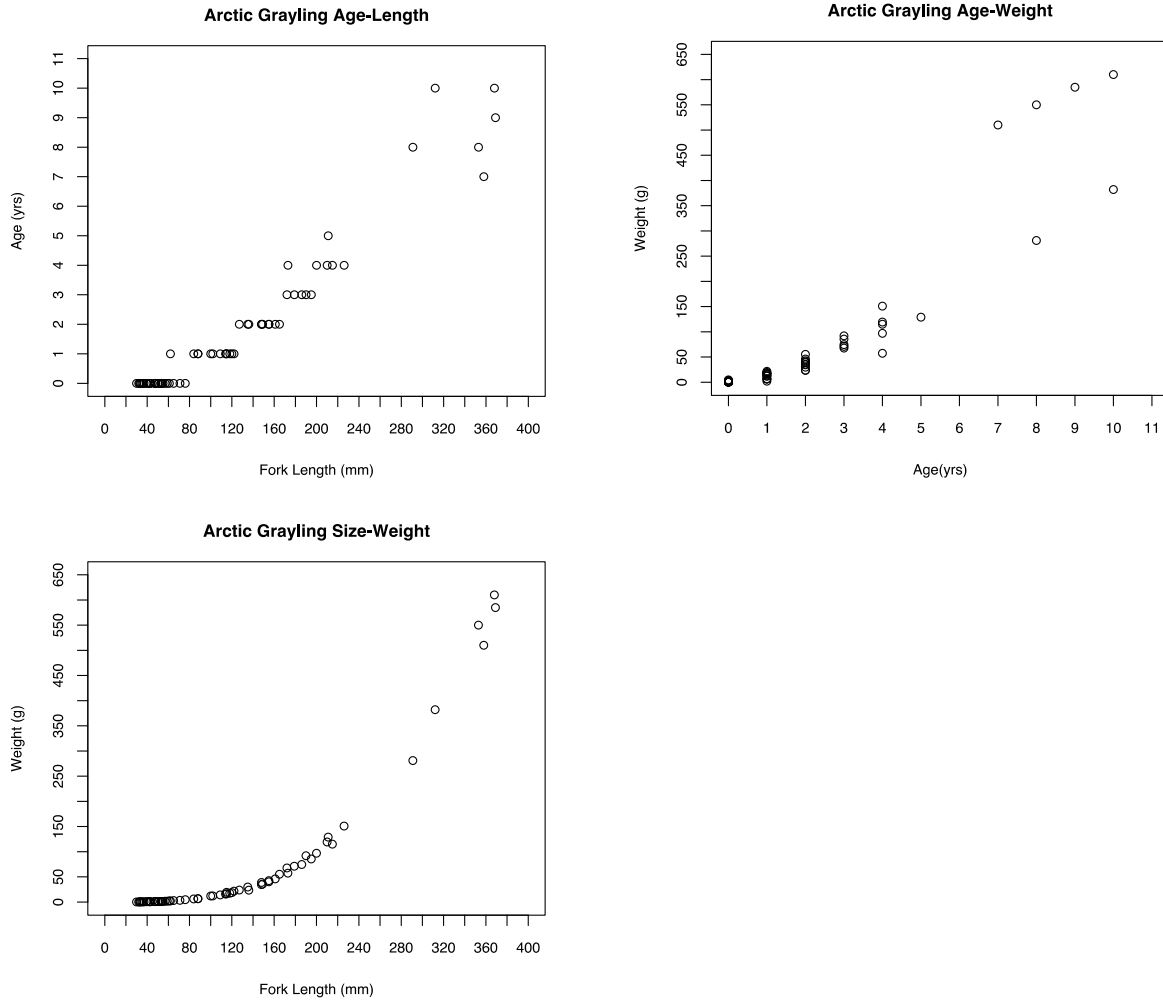 Arctic Grayling Age-Length
Age (yrs)
11
10
9
8
7
6
5
4
3
2
1
0
0 40 80 120 160 200 240 280 320 360 400
Fork Length (mm)
Arctic Grayling Age-Weight
Weight (g)
650
550
450
350
250
150
50
0
0 1 2 3 4 5 6 7 8 9 10 11
Age(yrs)
Arctic Grayling Size-Weight
Weight (g)
650
550
450
350
250
150
50
0
0 40 80 120 160 200 240 280 320 360 400
Fork Length (mm)